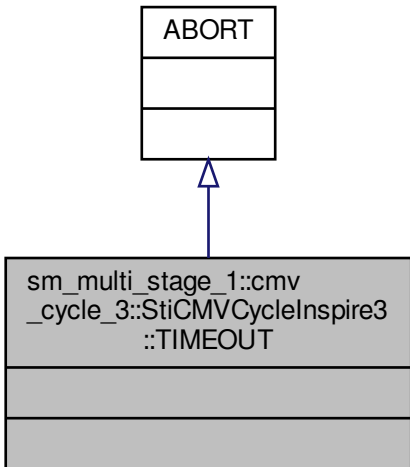 ABORT
sm_multi_stage_1::cmv
_cycle_3::StiCMVCycleInspire3
::TIMEOUT